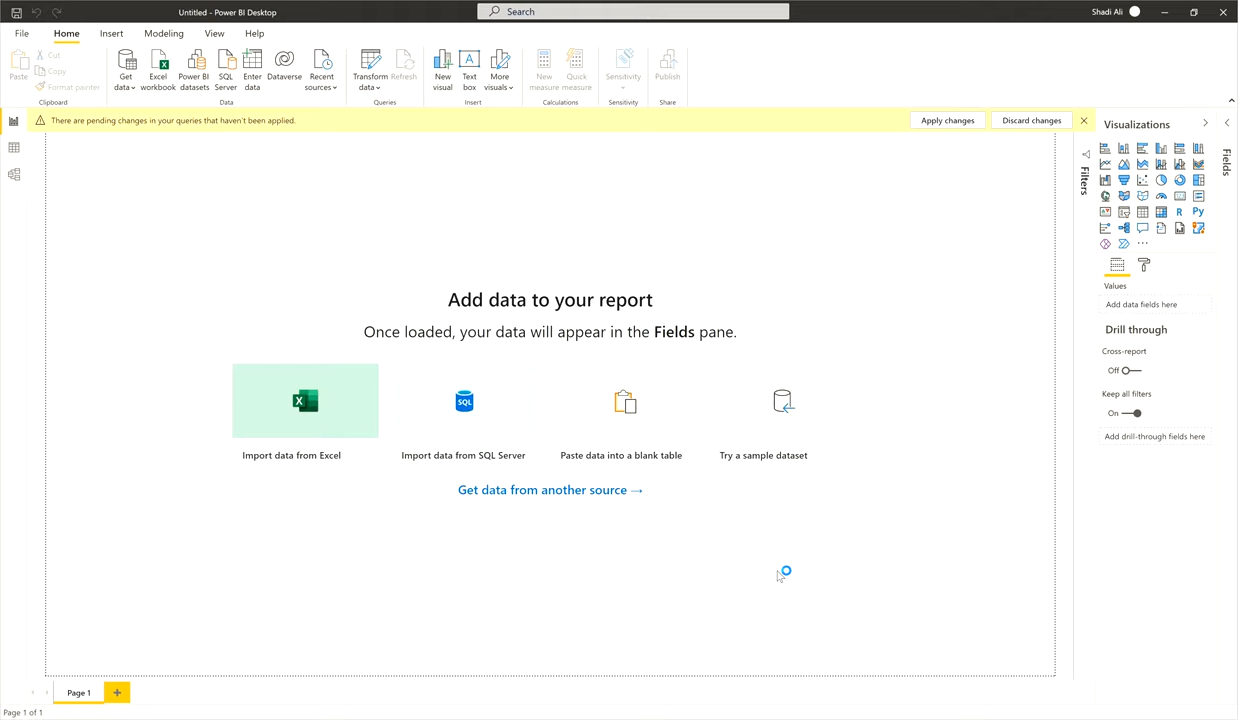 Untitled - Power BI Desktop
Search
Shadi Ali
File Home Insert Modeling View Help
Paste
Cut
Copy
Format painter
Clipboard
Get data
Excel workbook
Power BI datasets
SQL Server
Enter data
Dataverse
Recent sources
Data
Transform data
Refresh
Queries
New visual
Text box
More visuals
Insert
New measure
Quick measure
Calculations
Sensitivity
Sensitivity
Publish
Share
There are pending changes in your queries that haven't been applied.
Apply changes
Discard changes
Filters
Visualizations
Fields
R
Py
Values
Add data fields here
Drill through
Cross-report
Off
Keep all filters
On
Add drill-through fields here
Add data to your report
Once loaded, your data will appear in the Fields pane.
SQL
Import data from Excel
Import data from SQL Server
Paste data into a blank table
Try a sample dataset
Get data from another source →
Page 1
Page 1 of 1